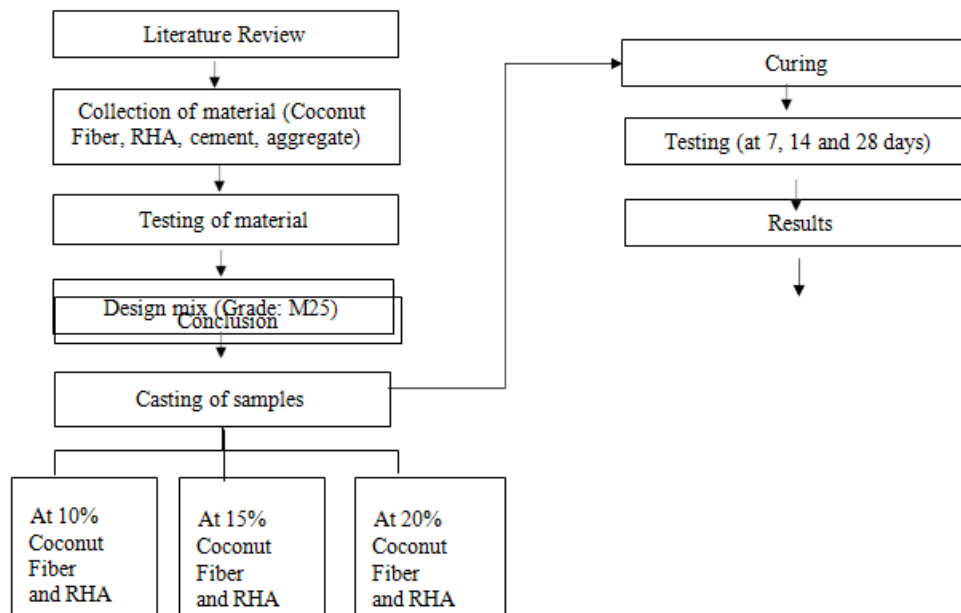 Literature Review
Collection of material (Coconut
Fiber, RHA, cement, aggregate)
Testing of material
Design mix (Grade: M25)
Conclusion
Casting of samples
At 10%
Coconut
Fiber
and RHA
At 15%
Coconut
Fiber
and RHA
At 20%
Coconut
Fiber
and RHA
Curing
Testing (at 7, 14 and 28 days)
Results